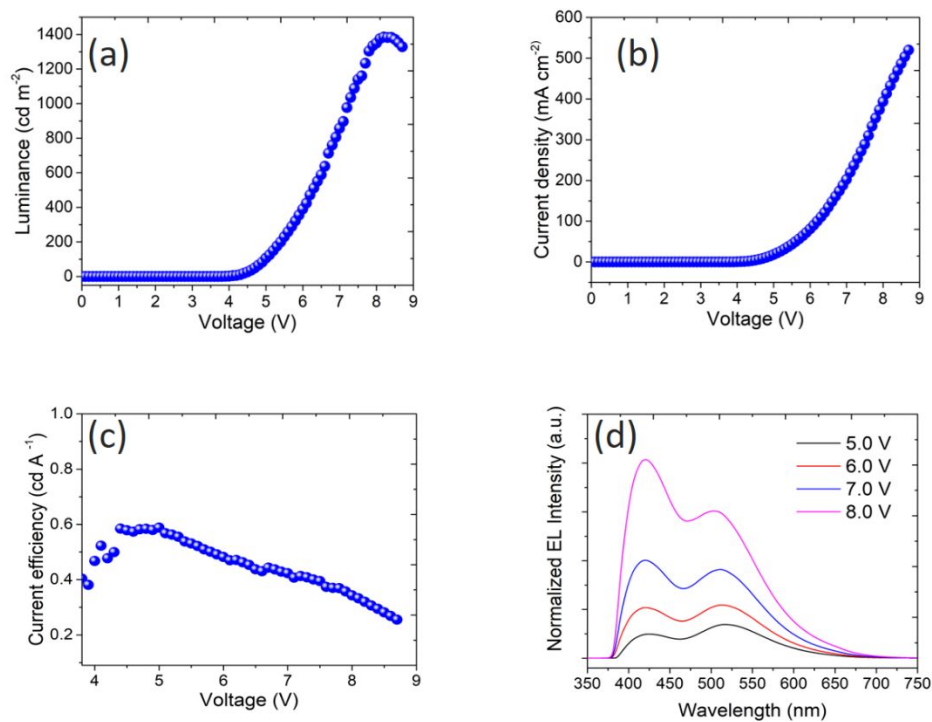 (a)
Luminance (cd m⁻²)
1400
1200
1000
800
600
400
200
0
0 1 2 3 4 5 6 7 8 9
Voltage (V)
(b)
Current density (mA cm⁻²)
600
500
400
300
200
100
0
0 1 2 3 4 5 6 7 8 9
Voltage (V)
(c)
Current efficiency (cd A⁻¹)
1.0
0.8
0.6
0.4
0.2
4 5 6 7 8 9
Voltage (V)
(d)
Normalized EL Intensity (a.u.)
5.0 V
6.0 V
7.0 V
8.0 V
350 400 450 500 550 600 650 700 750
Wavelength (nm)